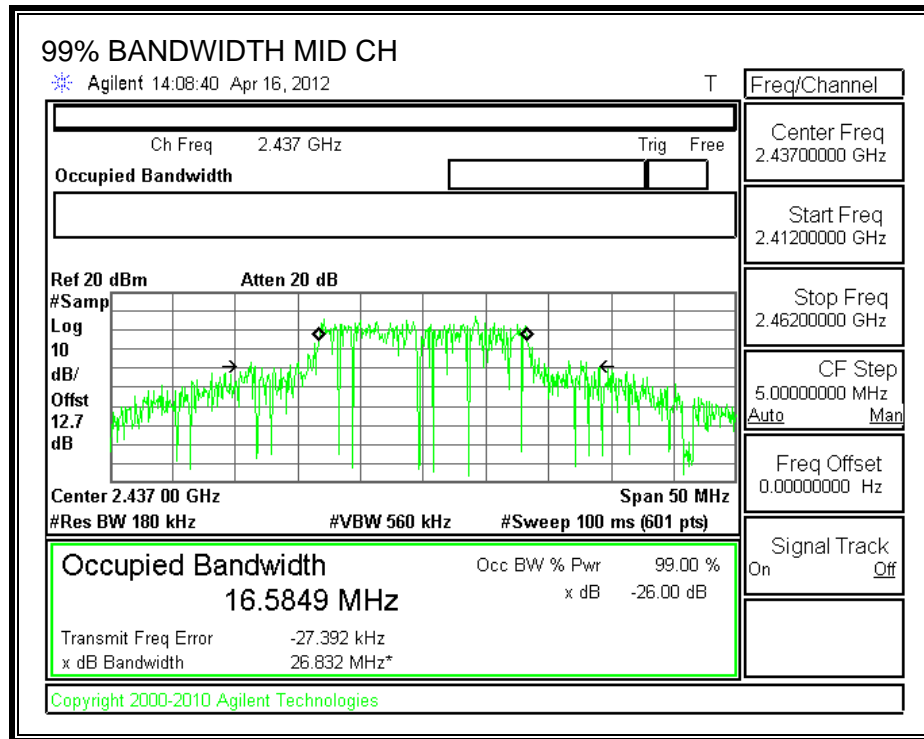 99% BANDWIDTH MID CH
Agilent 14:08:40 Apr 16, 2012 T
Freq/Channel
Ch Freq 2.437 GHz Trig Free
Occupied Bandwidth
Center Freq
2.43700000 GHz
Start Freq
2.41200000 GHz
Stop Freq
2.46200000 GHz
CF Step
5.00000000 MHz
Auto Man
Freq Offset
0.00000000 Hz
Signal Track
On Off
Ref 20 dBm Atten 20 dB
#Samp
Log
10
dB/
Offst
12.7
dB
Center 2.437 00 GHz Span 50 MHz
#Res BW 180 kHz #VBW 560 kHz #Sweep 100 ms (601 pts)
Occupied Bandwidth Occ BW % Pwr 99.00 %
16.5849 MHz x dB -26.00 dB
Transmit Freq Error -27.392 kHz
x dB Bandwidth 26.832 MHz*
Copyright 2000-2010 Agilent Technologies